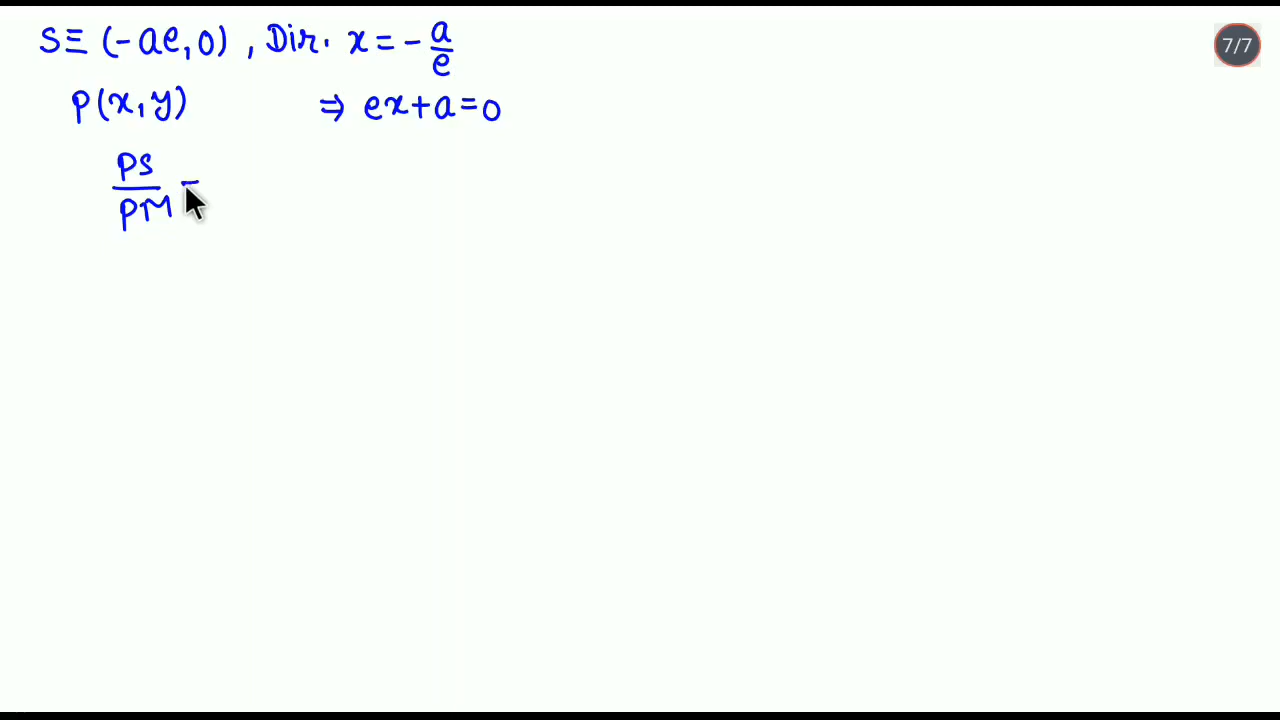 S≡ (-ae,0) , Dir. x = - a/e
7/7
P(x,y) ⇒ ex+a=0
PS/PM =